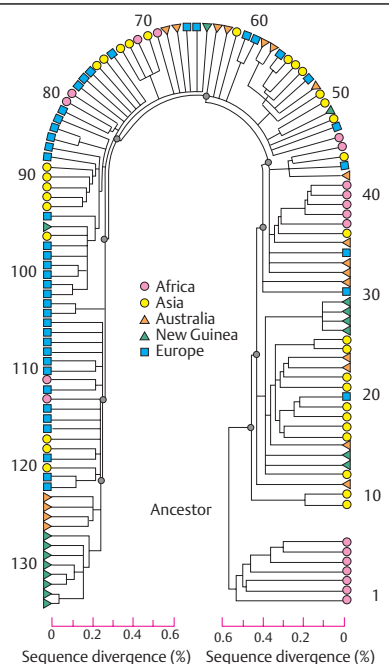 70
60
80
50
90
40
Africa
Asia
100
Australia
30
New Guinea
Europe
110
20
120
10
Ancestor
130
1
0 0.2 0.4 0.6
0.6 0.4 0.2 0
Sequence divergence (%)
Sequence divergence (%)